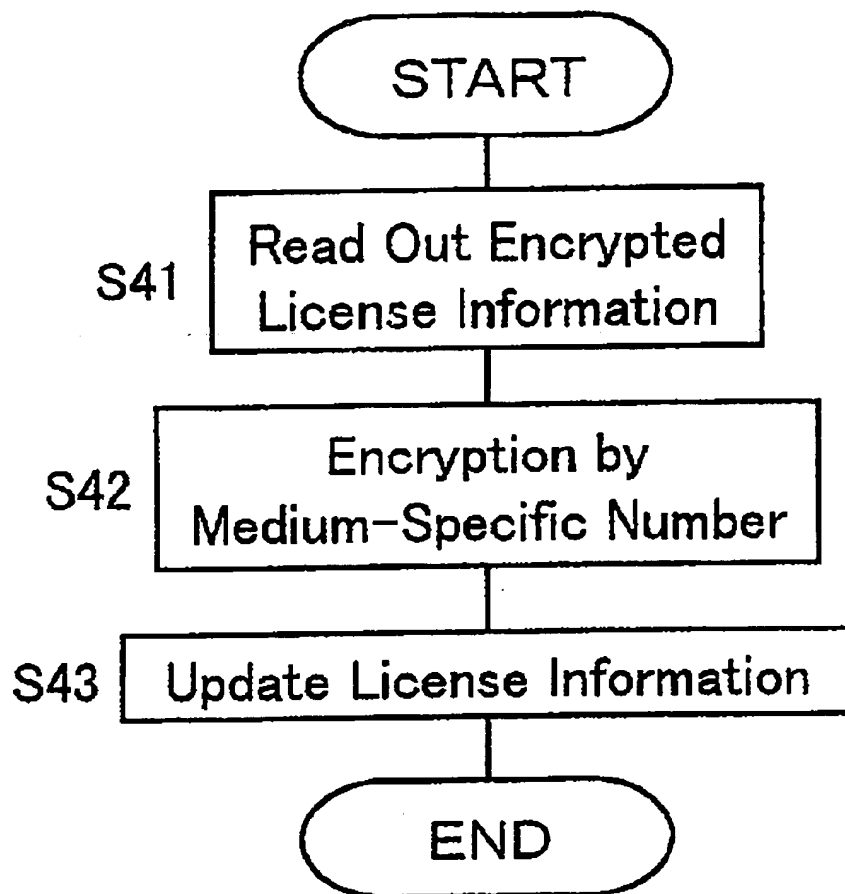 START
S41
Read Out Encrypted
License Information
S42
Encryption by
Medium-Specific Number
S43
Update License Information
END